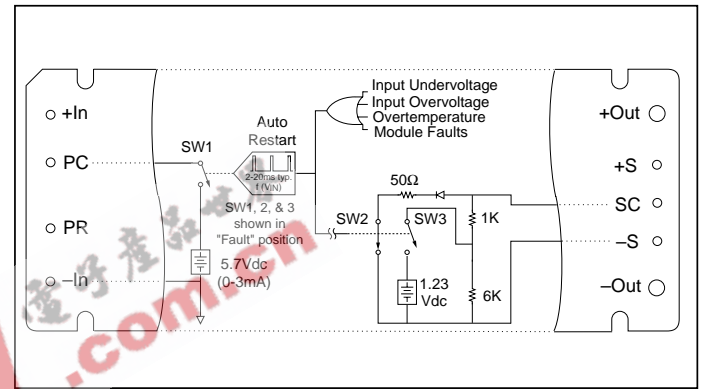 Input Undervoltage
Input Overvoltage
Overtemperature
Module Faults
+In
PC
PR
–In
SW1
Auto
Restart
2-20ms typ.
f (VIN)
SW1, 2, & 3
shown in
"Fault" position
5.7Vdc
(0-3mA)
SW2
SW3
50Ω
1K
6K
1.23
Vdc
+Out
+S
SC
–S
–Out
.com.cn